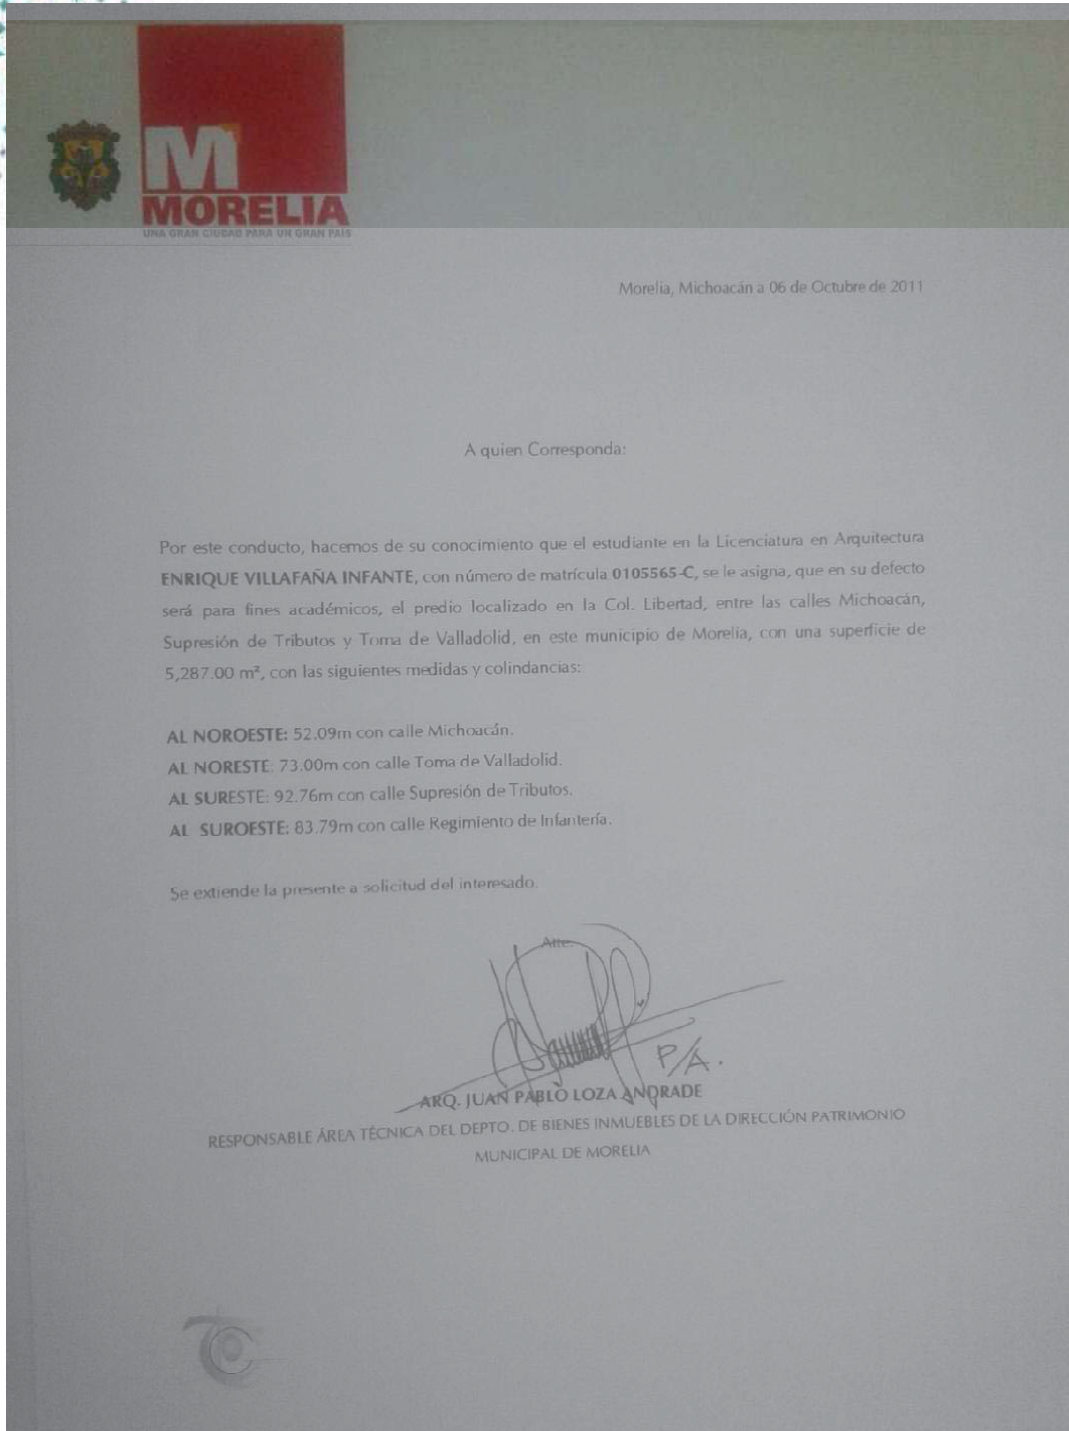 M
MORELIA
UNA GRAN CIUDAD PARA UN GRAN PAÍS
Morelia, Michoacán a 06 de Octubre de 2011
A quien Corresponda:
Por este conducto, hacemos de su conocimiento que el estudiante en la Licenciatura en Arquitectura
ENRIQUE VILLAFAÑA INFANTE, con número de matrícula 0105565-C, se le asigna, que en su defecto
será para fines académicos, el predio localizado en la Col. Libertad, entre las calles Michoacán,
Supresión de Tributos y Toma de Valladolid, en este municipio de Morelia, con una superficie de
5,287.00 m², con las siguientes medidas y colindancias:
AL NOROESTE: 52.09m con calle Michoacán.
AL NORESTE: 73.00m con calle Toma de Valladolid.
AL SURESTE: 92.76m con calle Supresión de Tributos.
AL SUROESTE: 83.79m con calle Regimiento de Infantería.
Se extiende la presente a solicitud del interesado.
Atte.
P/A.
ARQ. JUAN PABLO LOZA ANDRADE
RESPONSABLE ÁREA TÉCNICA DEL DEPTO. DE BIENES INMUEBLES DE LA DIRECCIÓN PATRIMONIO
MUNICIPAL DE MORELIA